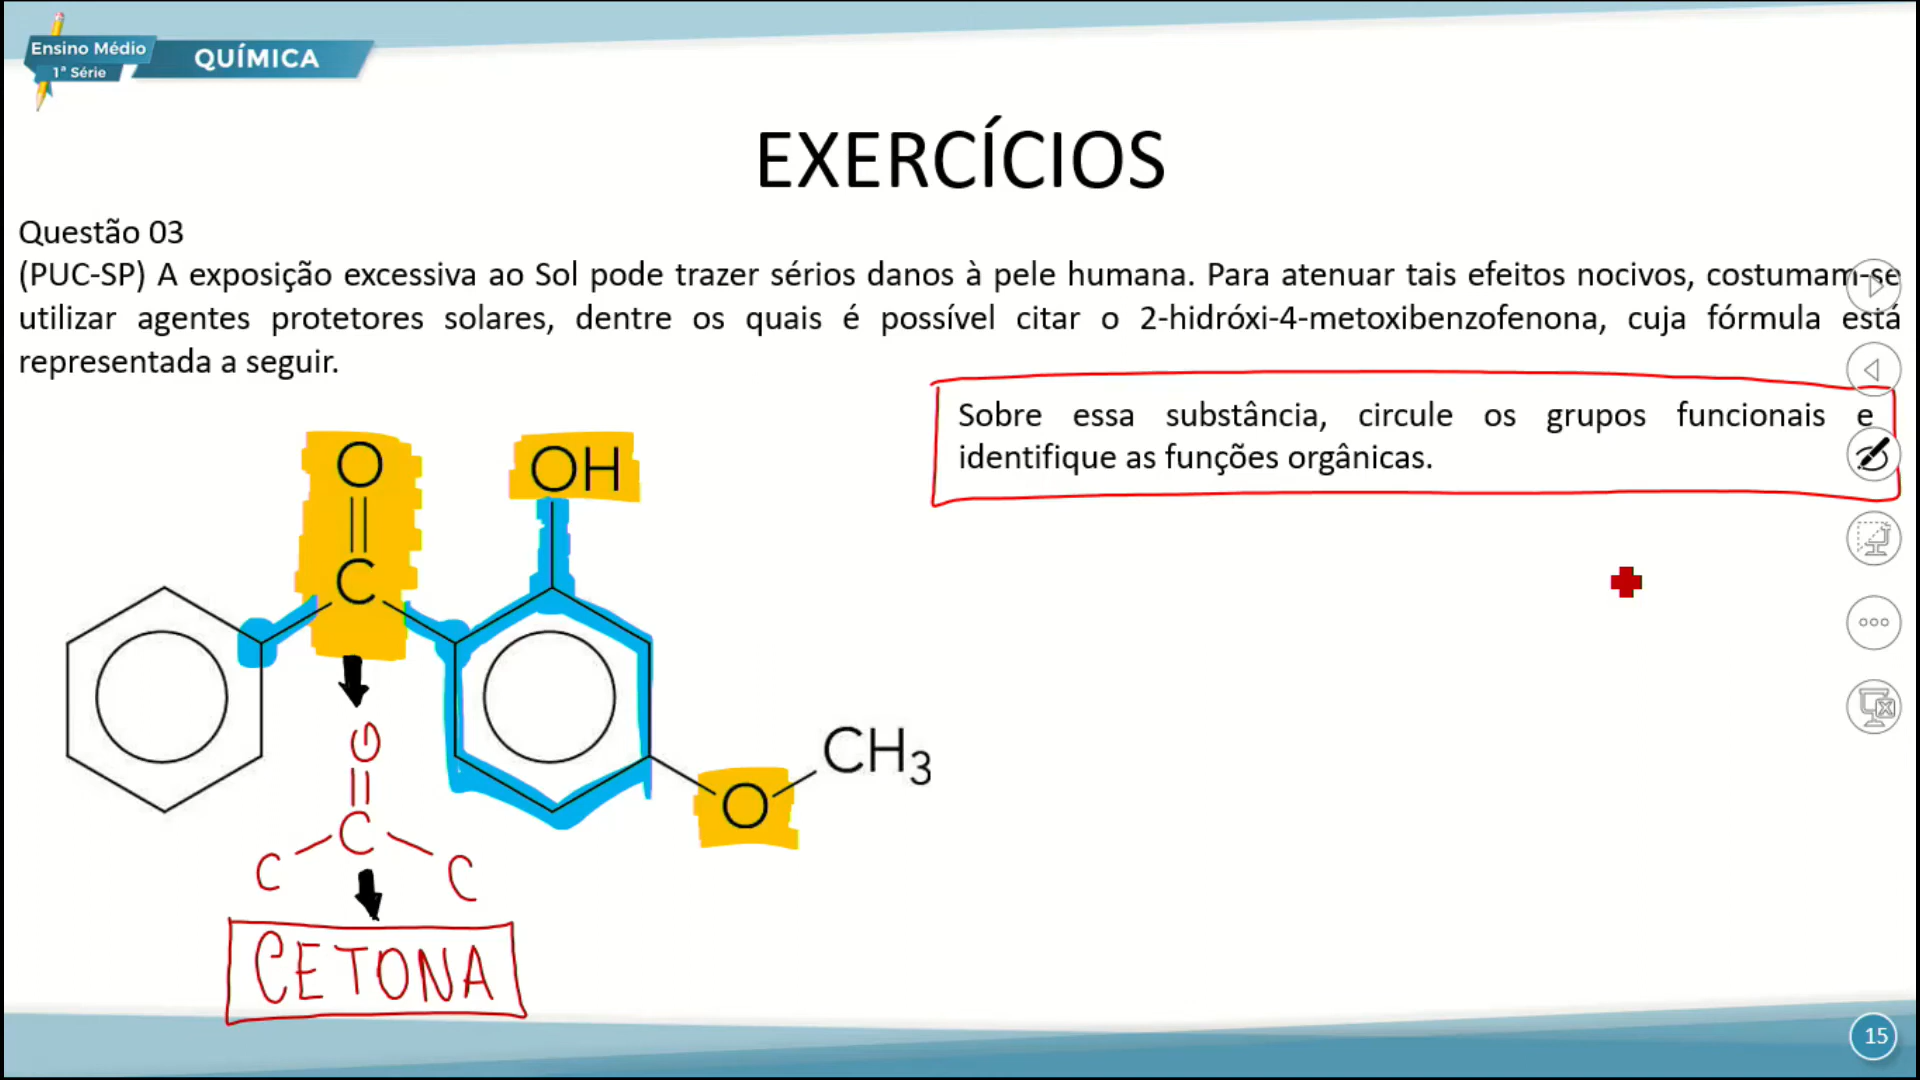 Ensino Médio
1ª Série
QUÍMICA
EXERCÍCIOS
Questão 03
(PUC-SP) A exposição excessiva ao Sol pode trazer sérios danos à pele humana. Para atenuar tais efeitos nocivos, costumam-se
utilizar agentes protetores solares, dentre os quais é possível citar o 2-hidróxi-4-metoxibenzofenona, cuja fórmula está
representada a seguir.
Sobre essa substância, circule os grupos funcionais e
identifique as funções orgânicas.
O
OH
C
O
CH3
O
C
C
C
CETONA
15